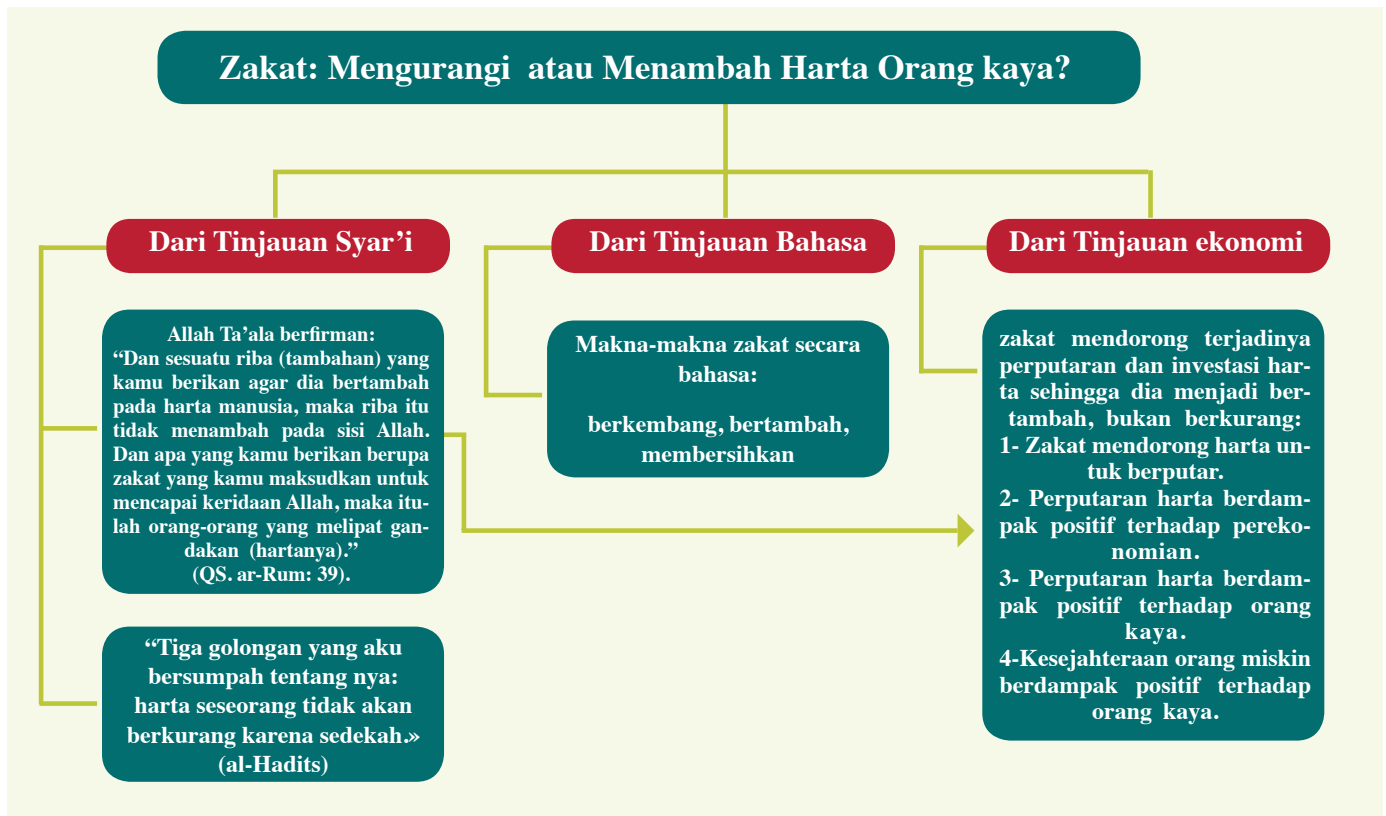 Zakat: Mengurangi  atau Menambah Harta Orang kaya?
Dari Tinjauan Syar’i
Allah Ta’ala berfirman:
“Dan sesuatu riba (tambahan) yang
kamu berikan agar dia bertambah
pada harta manusia, maka riba itu
tidak menambah pada sisi Allah.
Dan apa yang kamu berikan berupa
zakat yang kamu maksudkan untuk
mencapai keridaan Allah, maka itu-
lah orang-orang yang melipat gan-
dakan (hartanya).”
(QS. ar-Rum: 39).
“Tiga golongan yang aku
bersumpah tentang nya:
harta seseorang tidak akan
berkurang karena sedekah.»
(al-Hadits)
Dari Tinjauan Bahasa
Makna-makna zakat secara
bahasa:
berkembang, bertambah,
membersihkan
Dari Tinjauan ekonomi
zakat mendorong terjadinya
perputaran dan investasi har-
ta sehingga dia menjadi ber-
tambah, bukan berkurang:
1- Zakat mendorong harta un-
tuk berputar.
2- Perputaran harta berdam-
pak positif terhadap pereko-
nomian.
3- Perputaran harta berdam-
pak positif terhadap orang
kaya.
4-Kesejahteraan orang miskin
berdampak positif terhadap
orang kaya.